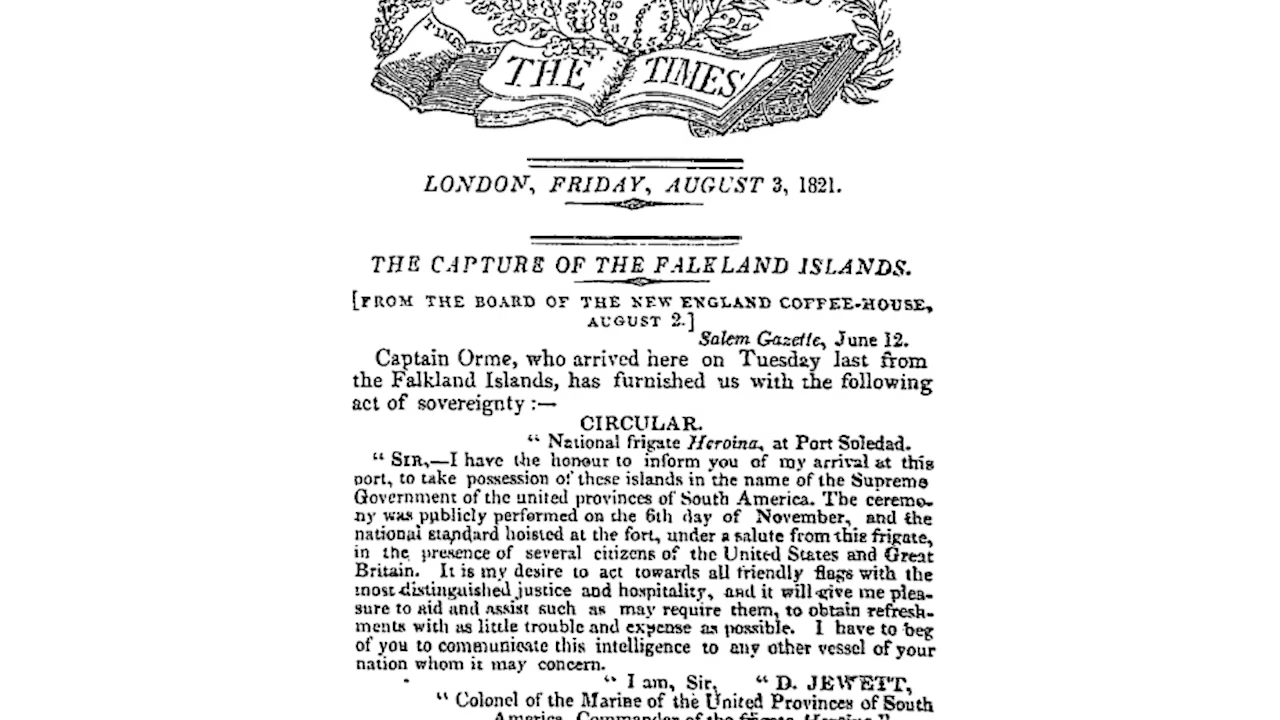 TIMES
PAST
THE TIMES
LONDON, FRIDAY, AUGUST 3, 1821.
THE CAPTURE OF THE FALKLAND ISLANDS.
[FROM THE BOARD OF THE NEW ENGLAND COFFEE-HOUSE,
AUGUST 2.]
Salem Gazette, June 12.
Captain Orme, who arrived here on Tuesday last from
the Falkland Islands, has furnished us with the following
act of sovereignty :—
CIRCULAR.
“ National frigate Heroina, at Port Soledad.
“ SIR,—I have the honour to inform you of my arrival at this
port, to take possession of these islands in the name of the Supreme
Government of the united provinces of South America. The ceremo-
ny was publicly performed on the 6th day of November, and the
national standard hoisted at the fort, under a salute from this frigate,
in the presence of several citizens of the United States and Great
Britain. It is my desire to act towards all friendly flags with the
most distinguished justice and hospitality, and it will give me plea-
sure to aid and assist such as may require them, to obtain refresh-
ments with as little trouble and expense as possible. I have to beg
of you to communicate this intelligence to any other vessel of your
nation whom it may concern.
“ I am, Sir, “ D. JEWETT,
“ Colonel of the Marine of the United Provinces of South
America, Commander of the frigate Heroina.”